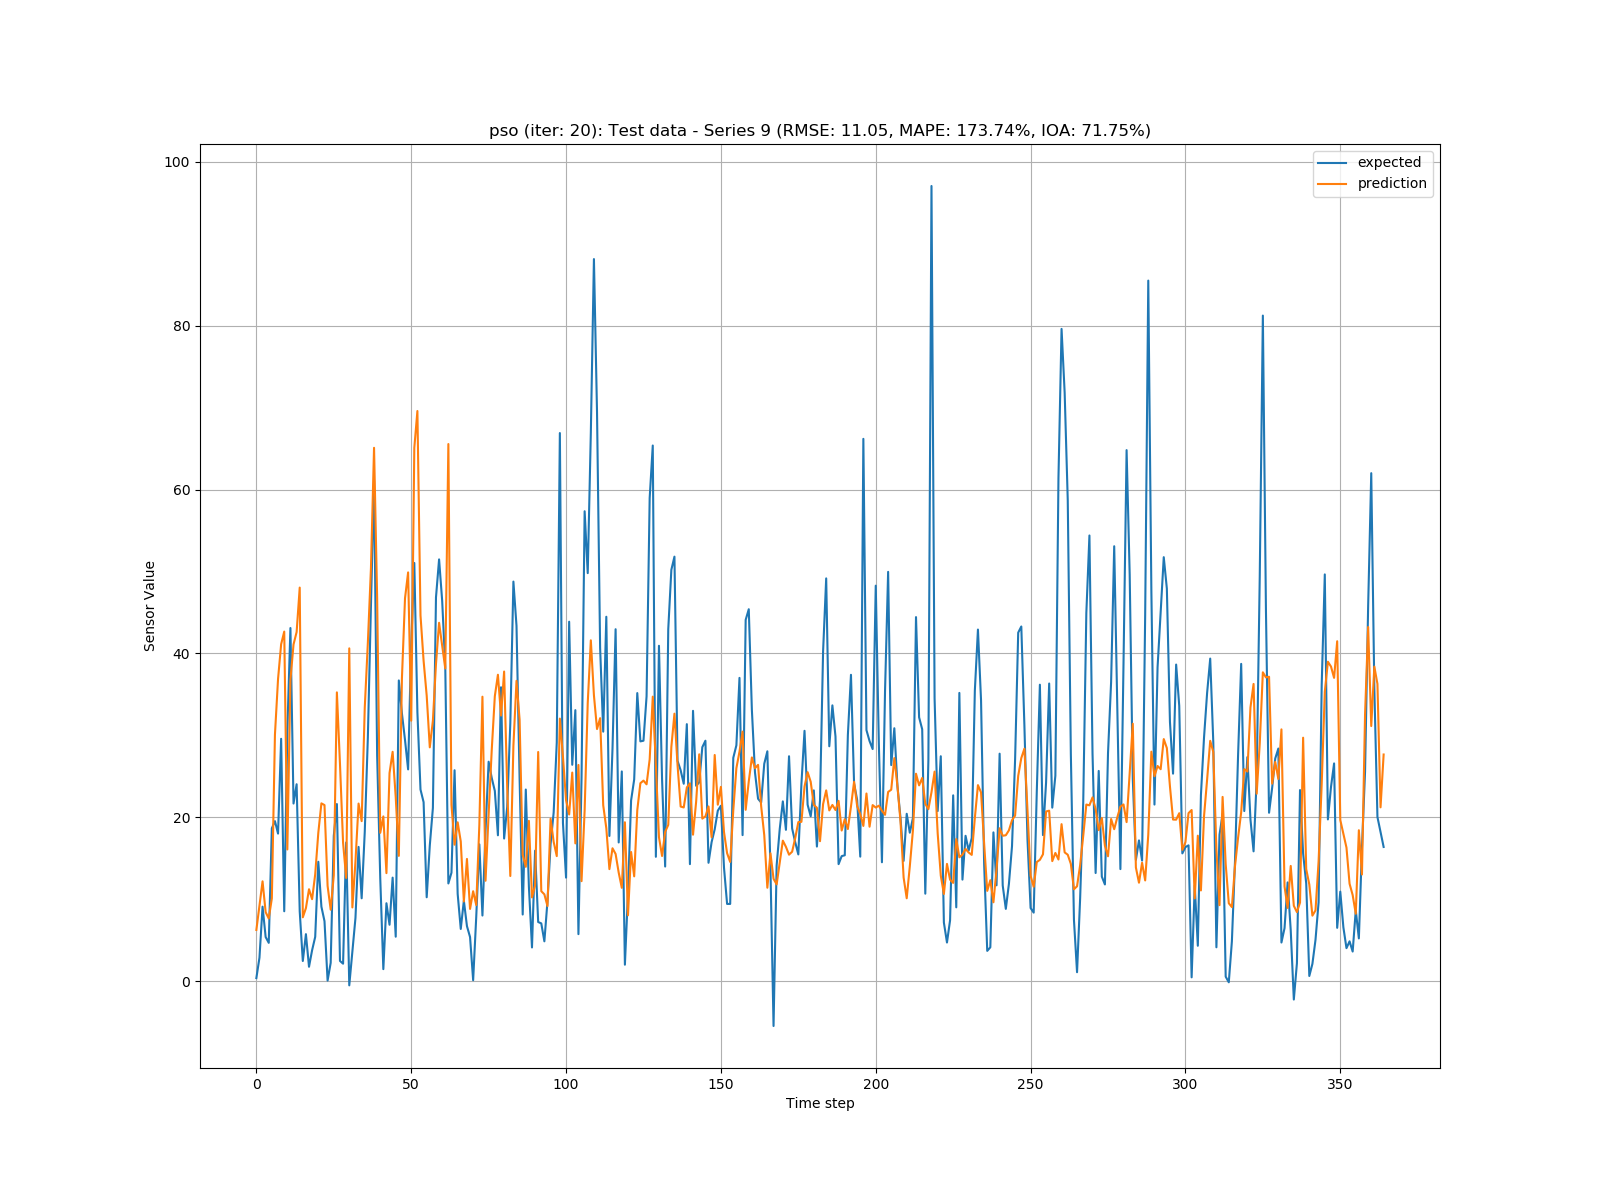 pso (iter: 20): Test data - Series 9 (RMSE: 11.05, MAPE: 173.74%, IOA: 71.75%)
expected
prediction
100
80
60
40
20
0
Sensor Value
0 50 100 150 200 250 300 350
Time step